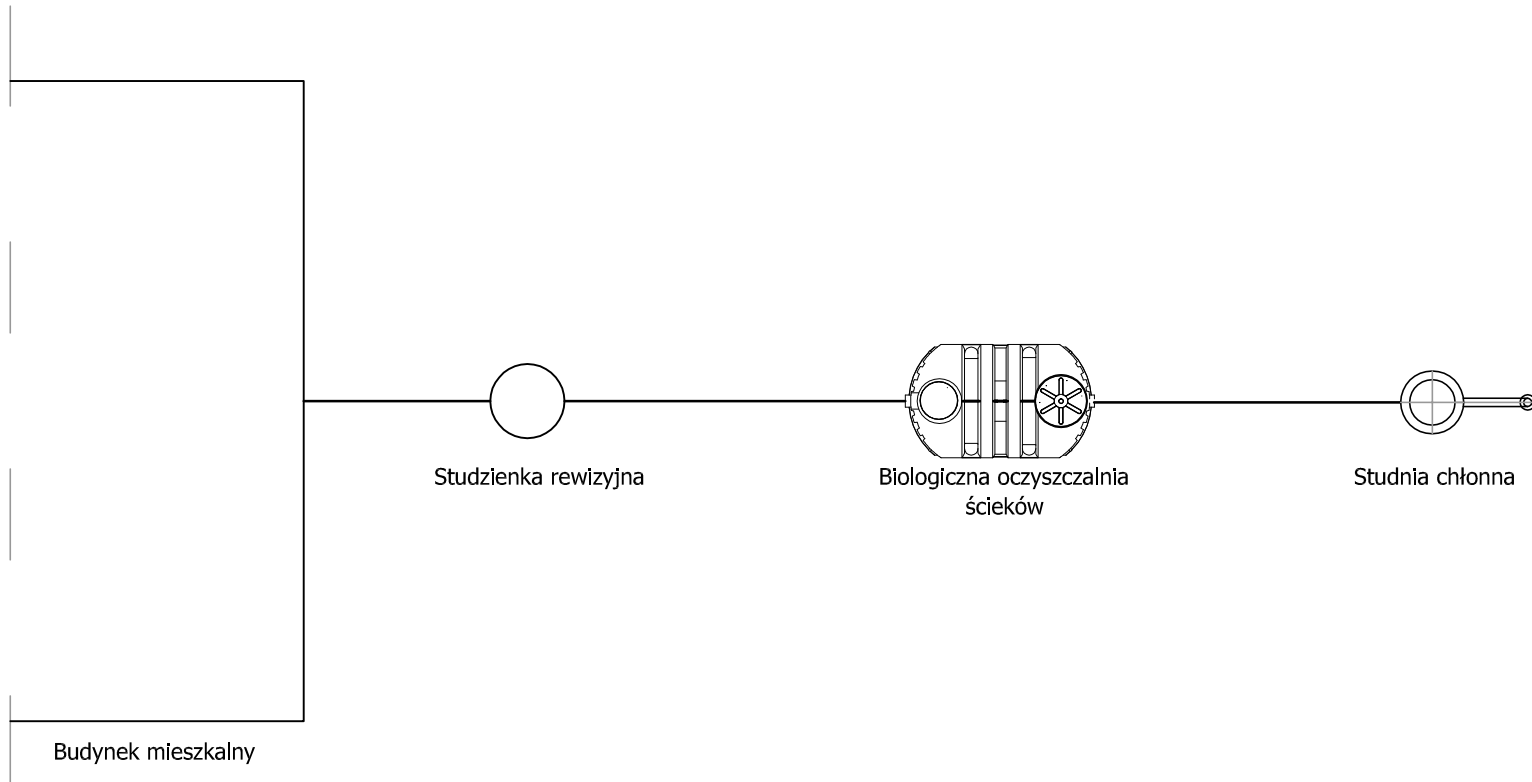 Studzienka rewizyjna
Biologiczna oczyszczalnia
ścieków
Studnia chłonna
Budynek mieszkalny